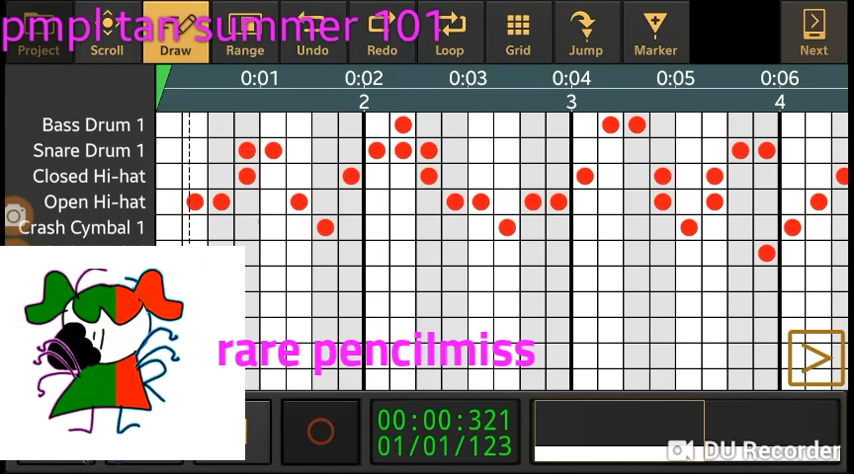 pmpl tan summer 101
Project Scroll Draw Range Undo Redo Loop Grid Jump Marker Next
0:01 0:02 0:03 0:04 0:05 0:06
2 3 4
Bass Drum 1
Snare Drum 1
Closed Hi-hat
Open Hi-hat
Crash Cymbal 1
rare pencilmiss
00:00:321
01/01/123
DU Recorder